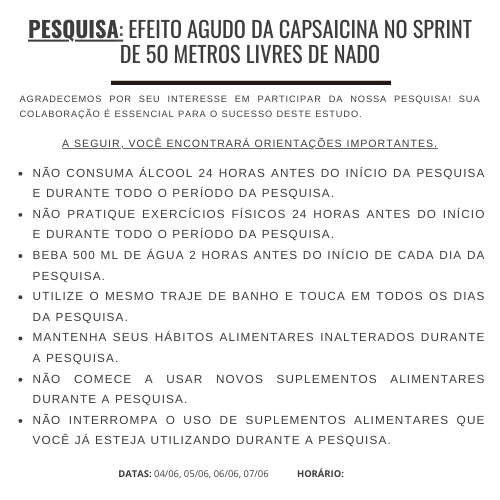 PESQUISA: EFEITO AGUDO DA CAPSAICINA NO SPRINT
DE 50 METROS LIVRES DE NADO
AGRADECEMOS POR SEU INTERESSE EM PARTICIPAR DA NOSSA PESQUISA! SUA
COLABORAÇÃO É ESSENCIAL PARA O SUCESSO DESTE ESTUDO.
A SEGUIR, VOCÊ ENCONTRARÁ ORIENTAÇÕES IMPORTANTES.
• NÃO CONSUMA ÁLCOOL 24 HORAS ANTES DO INÍCIO DA PESQUISA
E DURANTE TODO O PERÍODO DA PESQUISA.
• NÃO PRATIQUE EXERCÍCIOS FÍSICOS 24 HORAS ANTES DO INÍCIO
E DURANTE TODO O PERÍODO DA PESQUISA.
• BEBA 500 ML DE ÁGUA 2 HORAS ANTES DO INÍCIO DE CADA DIA DA
PESQUISA.
• UTILIZE O MESMO TRAJE DE BANHO E TOUCA EM TODOS OS DIAS
DA PESQUISA.
• MANTENHA SEUS HÁBITOS ALIMENTARES INALTERADOS DURANTE
A PESQUISA.
• NÃO COMECE A USAR NOVOS SUPLEMENTOS ALIMENTARES
DURANTE A PESQUISA.
• NÃO INTERROMPA O USO DE SUPLEMENTOS ALIMENTARES QUE
VOCÊ JÁ ESTEJA UTILIZANDO DURANTE A PESQUISA.
DATAS: 04/06, 05/06, 06/06, 07/06 HORÁRIO: